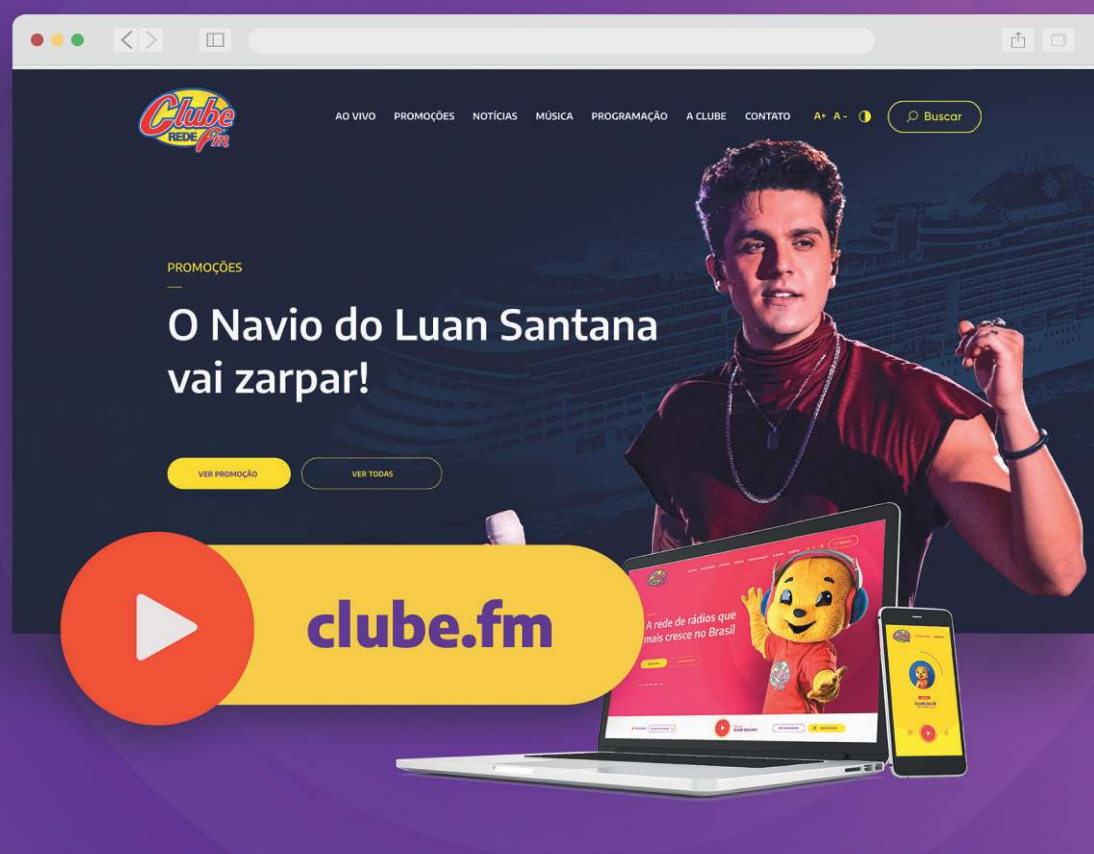 Clube
REDE fm
AO VIVO PROMOÇÕES NOTÍCIAS MÚSICA PROGRAMAÇÃO A CLUBE CONTATO A+ A- Buscar
PROMOÇÕES
O Navio do Luan Santana
vai zarpar!
VER PROMOÇÃO VER TODAS
clube.fm
A rede de rádios que
mais cresce no Brasil